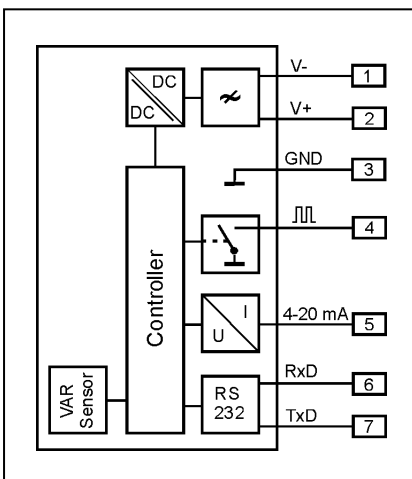 DC
DC
V-
1
V+
2
GND
3
4
Controller
I
U
4-20 mA
5
VAR
Sensor
RS
232
RxD
6
TxD
7